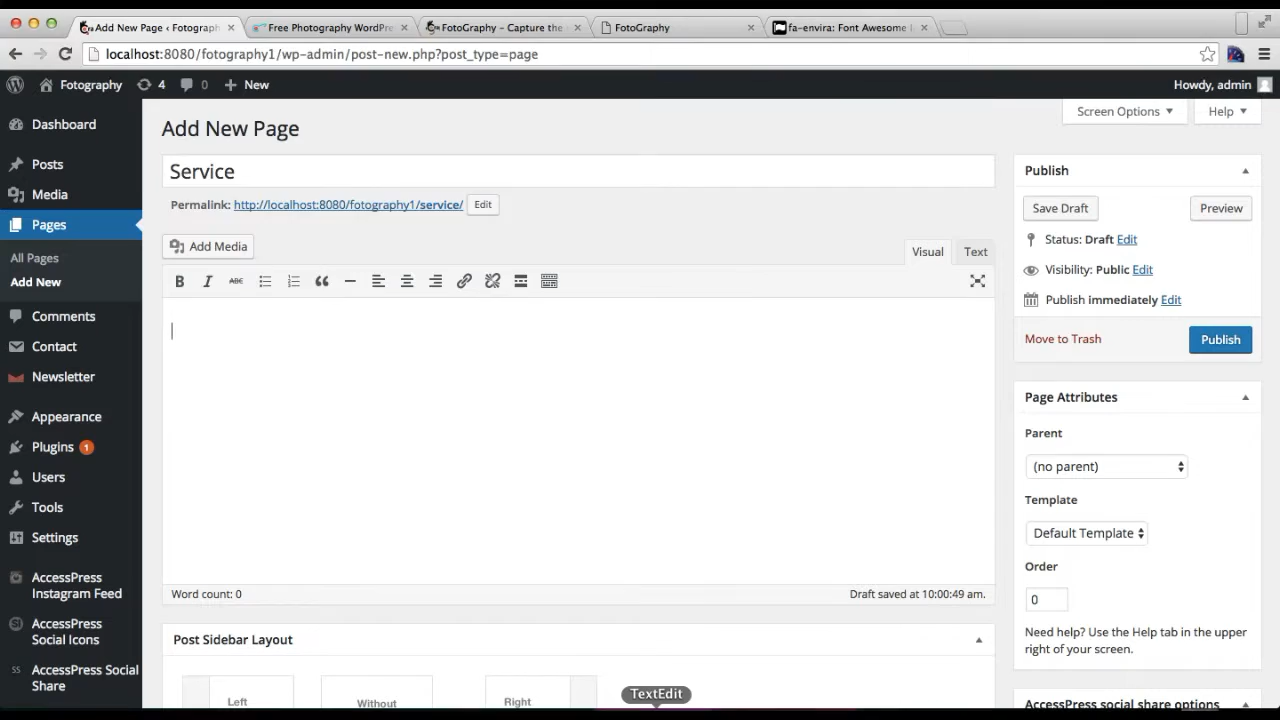 Add New Page ‹ Fotograph
Free Photography WordPre
FotoGraphy – Capture the
FotoGraphy
fa-envira: Font Awesome I
localhost:8080/fotography1/wp-admin/post-new.php?post_type=page
Fotography
4
0
New
Howdy, admin
Dashboard
Posts
Media
Pages
All Pages
Add New
Comments
Contact
Newsletter
Appearance
Plugins 1
Users
Tools
Settings
AccessPress
Instagram Feed
AccessPress
Social Icons
AccessPress Social
Share
Screen Options
Help
Add New Page
Service
Permalink: http://localhost:8080/fotography1/service/ Edit
Add Media
Visual
Text
B I ABC
Word count: 0
Draft saved at 10:00:49 am.
Post Sidebar Layout
Left
Without
Right
TextEdit
Publish
Save Draft
Preview
Status: Draft Edit
Visibility: Public Edit
Publish immediately Edit
Move to Trash
Publish
Page Attributes
Parent
(no parent)
Template
Default Template
Order
0
Need help? Use the Help tab in the upper
right of your screen.
AccessPress social share options